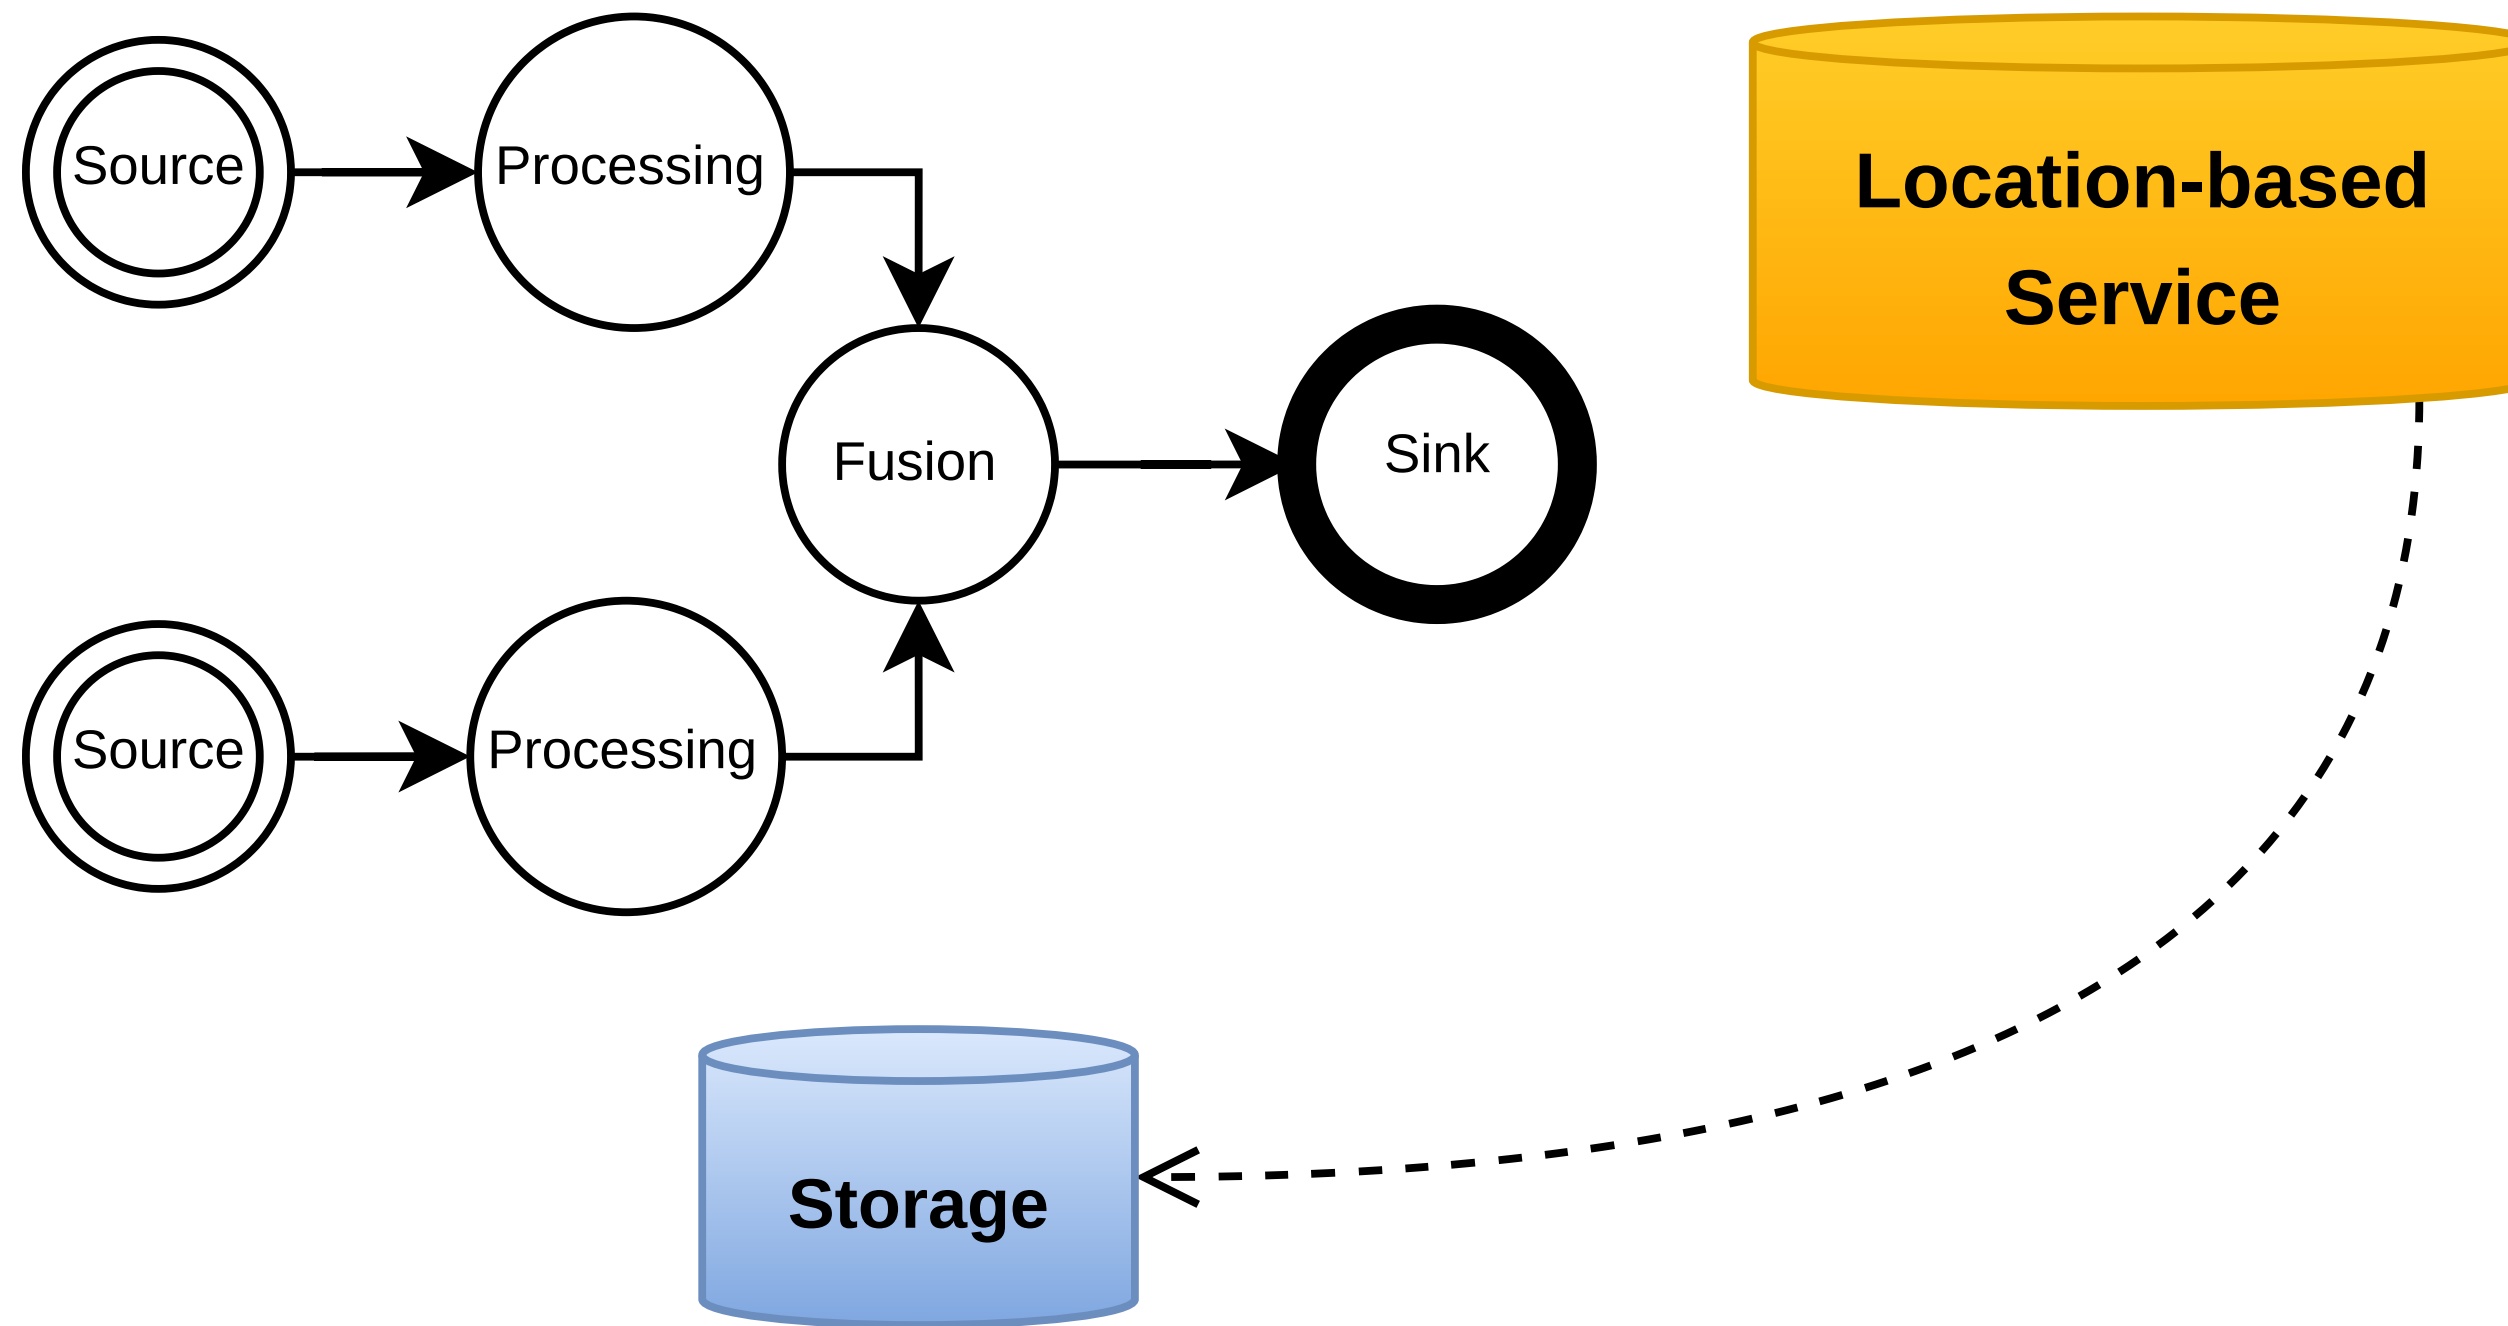 Source
Processing
Location-based
Service
Fusion
Sink
Source
Processing
Storage